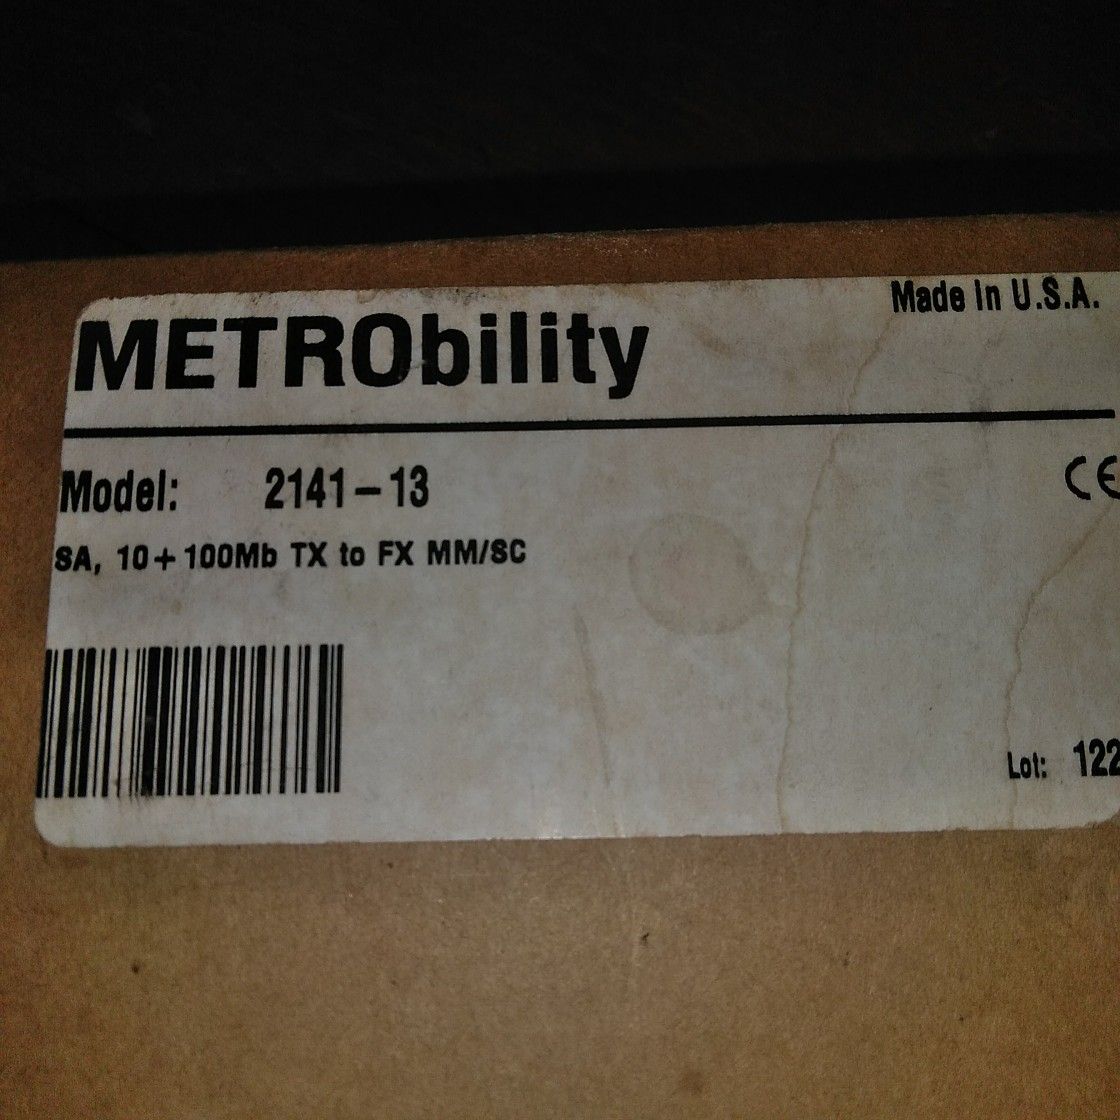 Made In U.S.A.
METRObility
Model: 2141-13
CE
SA, 10+100Mb TX to FX MM/SC
Lot: 122